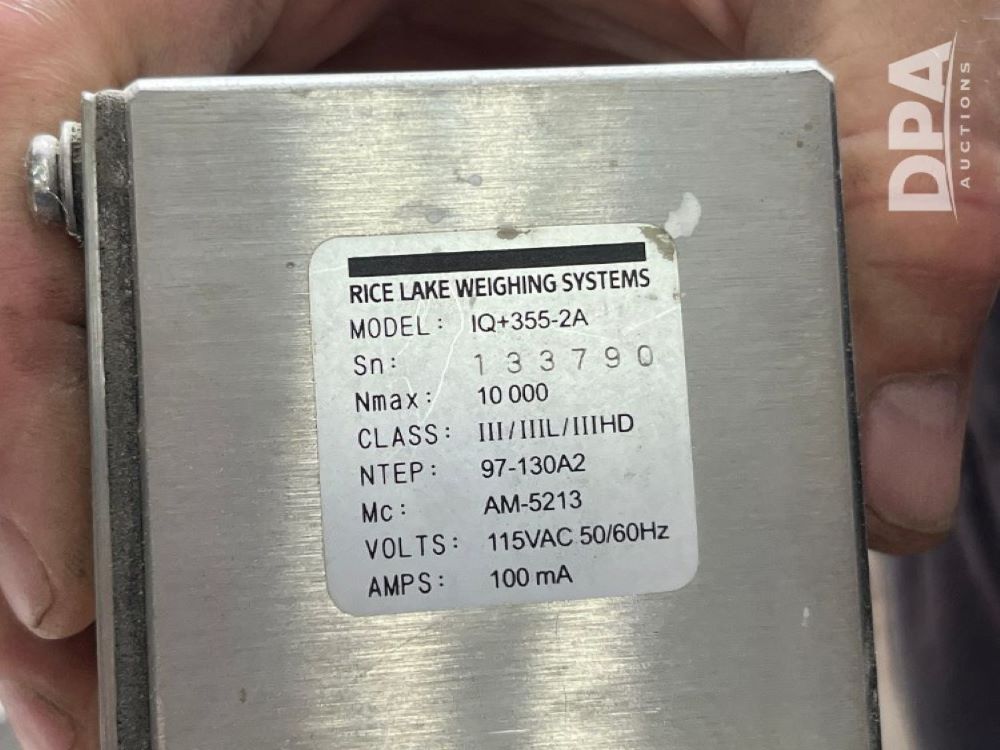 RICE LAKE WEIGHING SYSTEMS
MODEL: IQ+355-2A
Sn: 133790
Nmax: 10 000
CLASS: III/IIIL/IIIHD
NTEP: 97-130A2
Mc: AM-5213
VOLTS: 115VAC 50/60Hz
AMPS: 100 mA
DPA
AUCTIONS